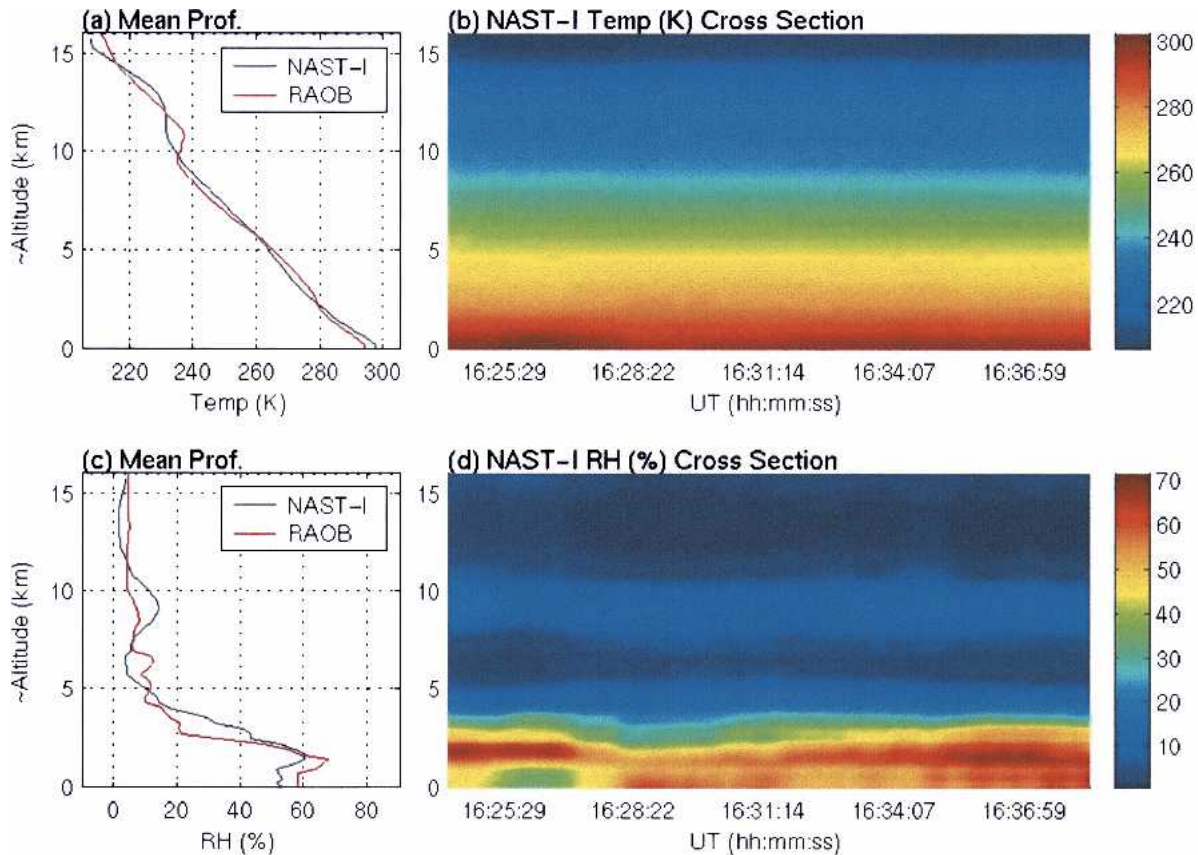 (a) Mean Prof.
NAST-I
RAOB
15
10
5
0
220 240 260 280 300
Temp (K)
~Altitude (km)
(b) NAST-I Temp (K) Cross Section
15
10
5
0
16:25:29 16:28:22 16:31:14 16:34:07 16:36:59
UT (hh:mm:ss)
300
280
260
240
220
(c) Mean Prof.
NAST-I
RAOB
15
10
5
0
0 20 40 60 80
RH (%)
~Altitude (km)
(d) NAST-I RH (%) Cross Section
15
10
5
0
16:25:29 16:28:22 16:31:14 16:34:07 16:36:59
UT (hh:mm:ss)
70
60
50
40
30
20
10